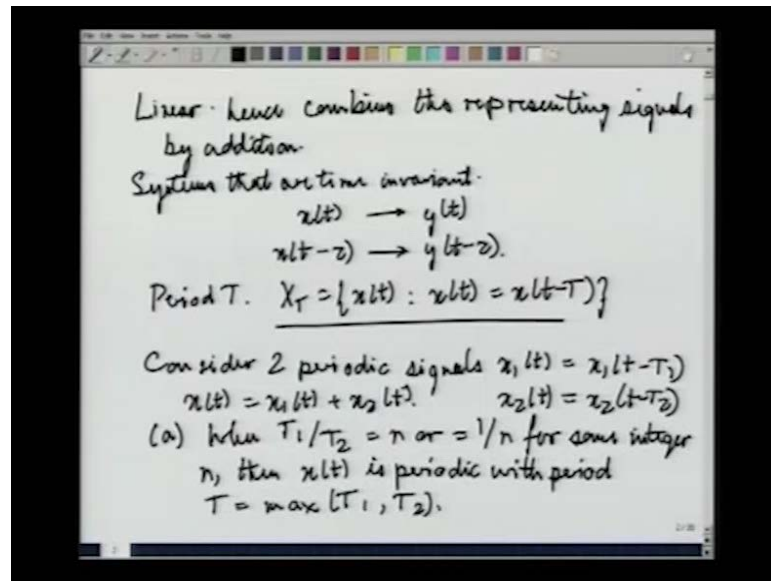 Linear. hence combines the representing signals
by addition.
Systems that are time invariant.
x(t) → y(t)
x(t-τ) → y(t-τ).
Period T. X_T = {x(t) : x(t) = x(t-T)}
Consider 2 periodic signals x₁(t) = x₁(t-T₁)
x(t) = x₁(t) + x₂(t). x₂(t) = x₂(t-T₂)
(a) when T₁/T₂ = n or = 1/n for some integer
n, then x(t) is periodic with period
T = max(T₁, T₂).